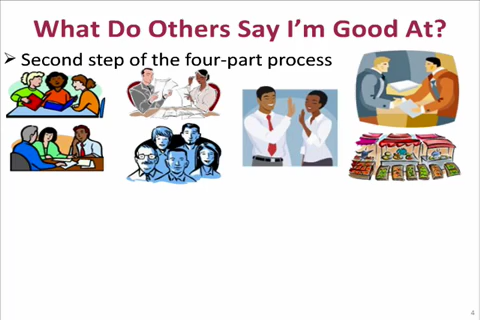 What Do Others Say I'm Good At?
➢ Second step of the four-part process
4